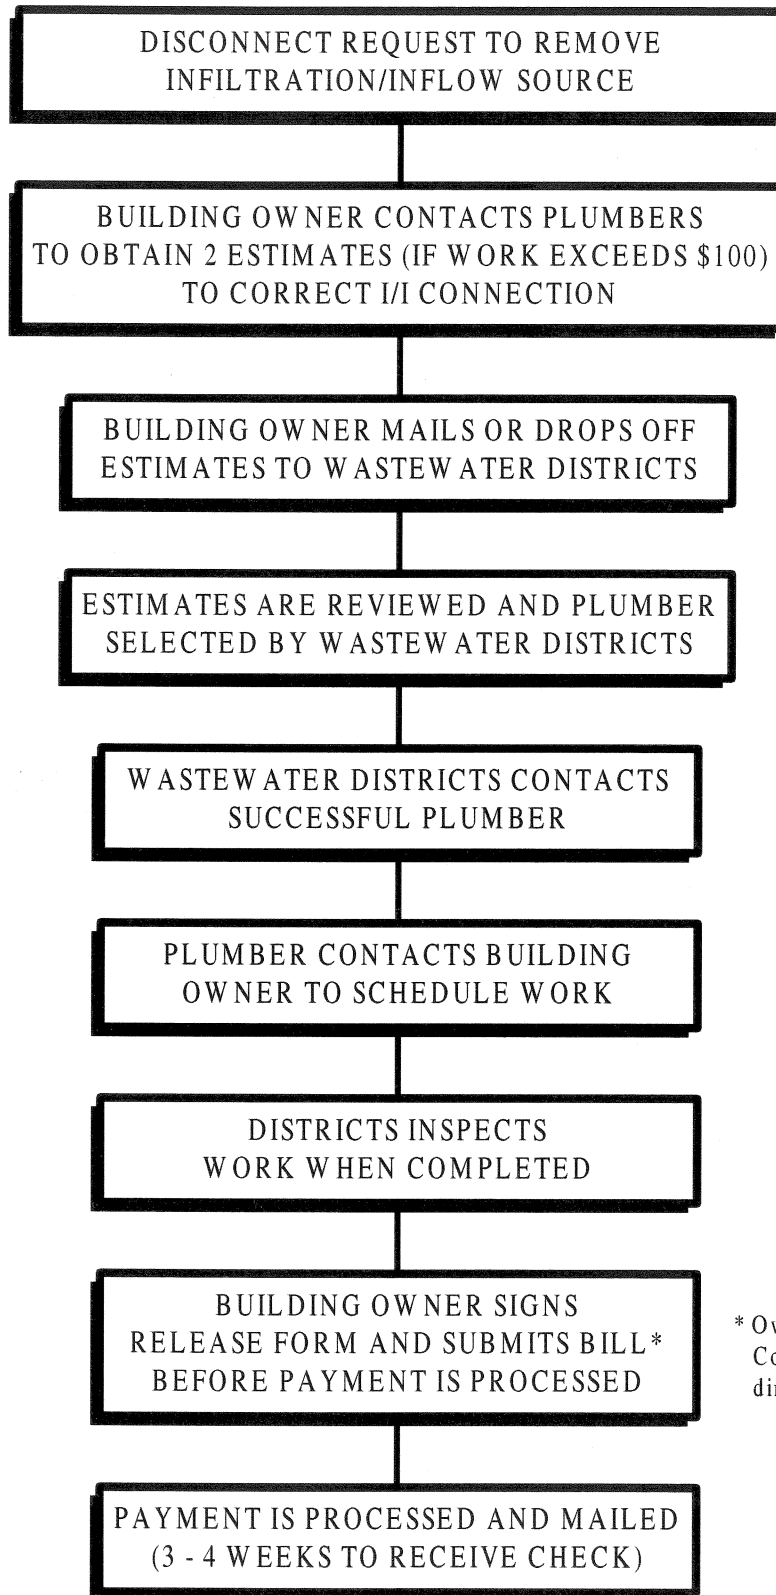 DISCONNECT REQUEST TO REMOVE
INFILTRATION/INFLOW SOURCE
BUILDING OWNER CONTACTS PLUMBERS
TO OBTAIN 2 ESTIMATES (IF WORK EXCEEDS $100)
TO CORRECT I/I CONNECTION
BUILDING OWNER MAILS OR DROPS OFF
ESTIMATES TO WASTEWATER DISTRICTS
ESTIMATES ARE REVIEWED AND PLUMBER
SELECTED BY WASTEWATER DISTRICTS
WASTEWATER DISTRICTS CONTACTS
SUCCESSFUL PLUMBER
PLUMBER CONTACTS BUILDING
OWNER TO SCHEDULE WORK
DISTRICTS INSPECTS
WORK WHEN COMPLETED
BUILDING OWNER SIGNS
RELEASE FORM AND SUBMITS BILL*
BEFORE PAYMENT IS PROCESSED
*
PAYMENT IS PROCESSED AND MAILED
(3 - 4 WEEKS TO RECEIVE CHECK)